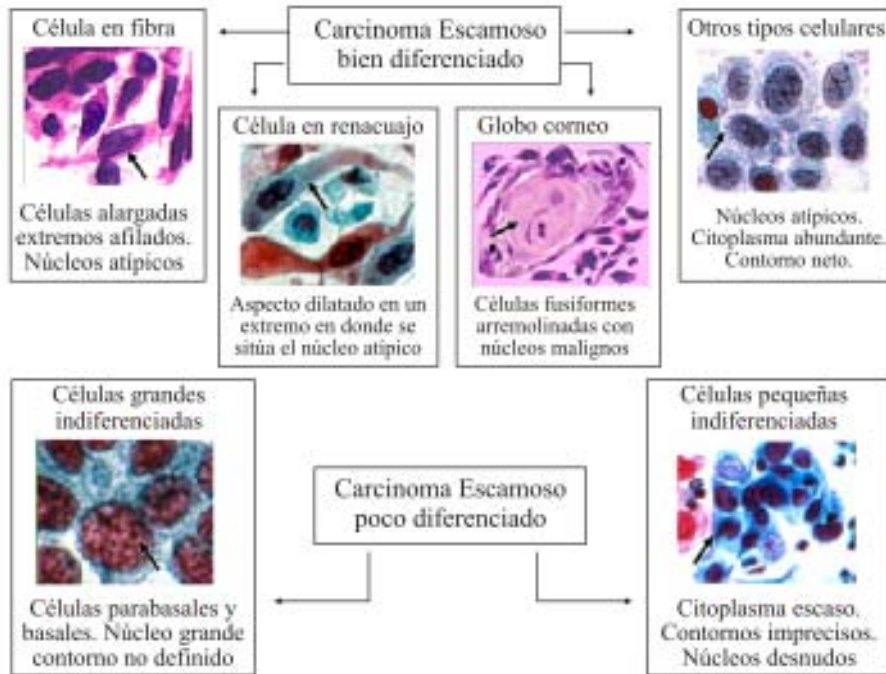 Célula en fibra
Células alargadas
extremos afilados.
Núcleos atípicos
Carcinoma Escamoso
bien diferenciado
Otros tipos celulares
Núcleos atípicos.
Citoplasma abundante.
Contorno neto.
Célula en renacuajo
Aspecto dilatado en un
extremo en donde se
sitúa el núcleo atípico
Globo corneo
Células fusiformes
arremolinadas con
núcleos malignos
Células grandes
indiferenciadas
Células parabasales y
basales. Núcleo grande
contorno no definido
Carcinoma Escamoso
poco diferenciado
Células pequeñas
indiferenciadas
Citoplasma escaso.
Contornos imprecisos.
Núcleos desnudos